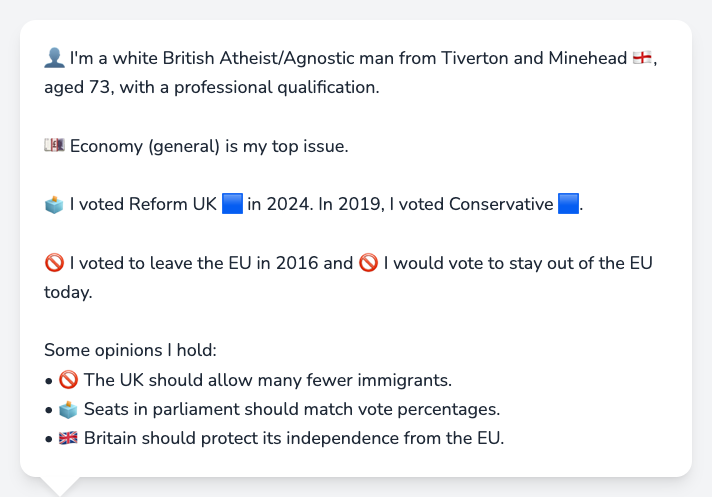 👤 I'm a white British Atheist/Agnostic man from Tiverton and Minehead 🏴󠁧󠁢󠁥󠁮󠁧󠁿,
aged 73, with a professional qualification.
💷 Economy (general) is my top issue.
🗳️ I voted Reform UK 🟦 in 2024. In 2019, I voted Conservative 🟦.
🚫 I voted to leave the EU in 2016 and 🚫 I would vote to stay out of the EU
today.
Some opinions I hold:
• 🚫 The UK should allow many fewer immigrants.
• 🗳️ Seats in parliament should match vote percentages.
• 🇬🇧 Britain should protect its independence from the EU.